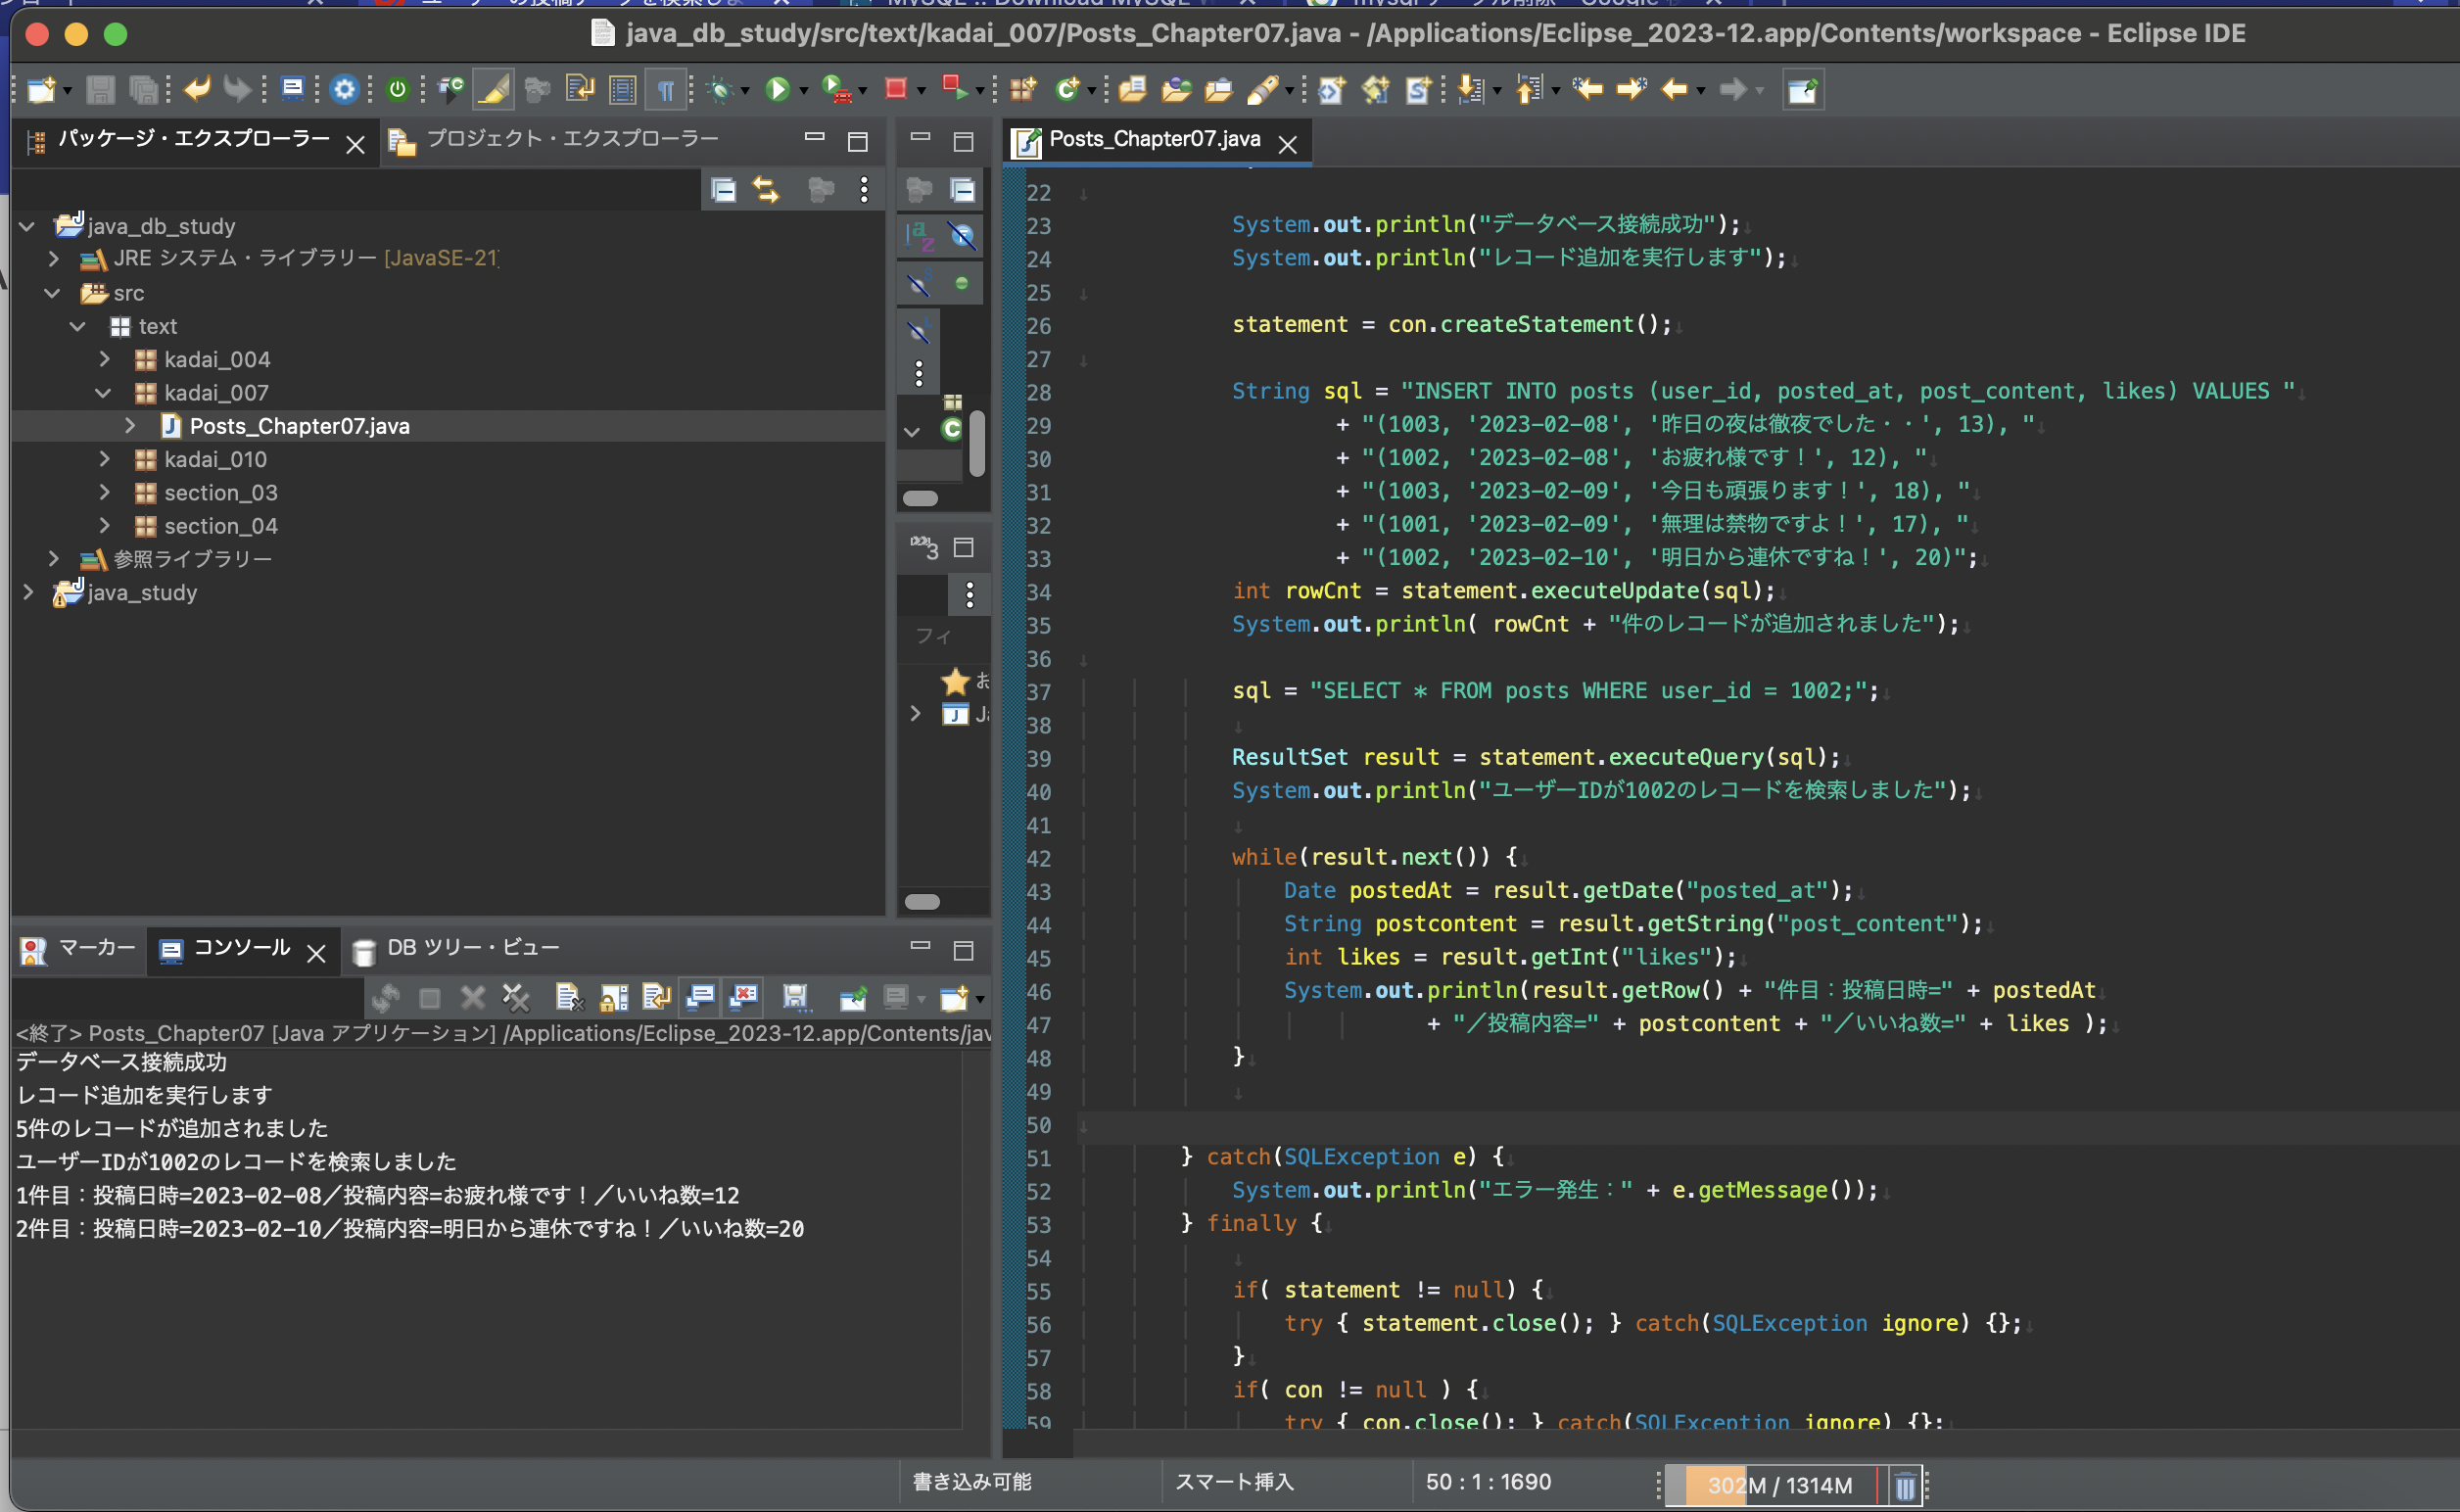 java_db_study/src/text/kadai_007/Posts_Chapter07.java - /Applications/Eclipse_2023-12.app/Contents/workspace - Eclipse IDE
パッケージ・エクスプローラー
プロジェクト・エクスプローラー
java_db_study
JRE システム・ライブラリー [JavaSE-21]
src
text
kadai_004
kadai_007
Posts_Chapter07.java
kadai_010
section_03
section_04
参照ライブラリー
java_study
フィ
Posts_Chapter07.java
22
23 System.out.println("データベース接続成功");
24 System.out.println("レコード追加を実行します");
25
26 statement = con.createStatement();
27
28 String sql = "INSERT INTO posts (user_id, posted_at, post_content, likes) VALUES "
29 + "(1003, '2023-02-08', '昨日の夜は徹夜でした・・', 13), "
30 + "(1002, '2023-02-08', 'お疲れ様です！', 12), "
31 + "(1003, '2023-02-09', '今日も頑張ります！', 18), "
32 + "(1001, '2023-02-09', '無理は禁物ですよ！', 17), "
33 + "(1002, '2023-02-10', '明日から連休ですね！', 20)";
34 int rowCnt = statement.executeUpdate(sql);
35 System.out.println( rowCnt + "件のレコードが追加されました");
36
37 sql = "SELECT * FROM posts WHERE user_id = 1002;";
38
39 ResultSet result = statement.executeQuery(sql);
40 System.out.println("ユーザーIDが1002のレコードを検索しました");
41
42 while(result.next()) {
43 Date postedAt = result.getDate("posted_at");
44 String postcontent = result.getString("post_content");
45 int likes = result.getInt("likes");
46 System.out.println(result.getRow() + "件目：投稿日時=" + postedAt
47 + "／投稿内容=" + postcontent + "／いいね数=" + likes );
48 }
49
50
51 } catch(SQLException e) {
52 System.out.println("エラー発生：" + e.getMessage());
53 } finally {
54
55 if( statement != null) {
56 try { statement.close(); } catch(SQLException ignore) {};
57 }
58 if( con != null ) {
59 try { con.close(); } catch(SQLException ignore) {};
マーカー
コンソール
DB ツリー・ビュー
<終了> Posts_Chapter07 [Java アプリケーション] /Applications/Eclipse_2023-12.app/Contents/jav
データベース接続成功
レコード追加を実行します
5件のレコードが追加されました
ユーザーIDが1002のレコードを検索しました
1件目：投稿日時=2023-02-08／投稿内容=お疲れ様です！／いいね数=12
2件目：投稿日時=2023-02-10／投稿内容=明日から連休ですね！／いいね数=20
書き込み可能
スマート挿入
50 : 1 : 1690
302M / 1314M